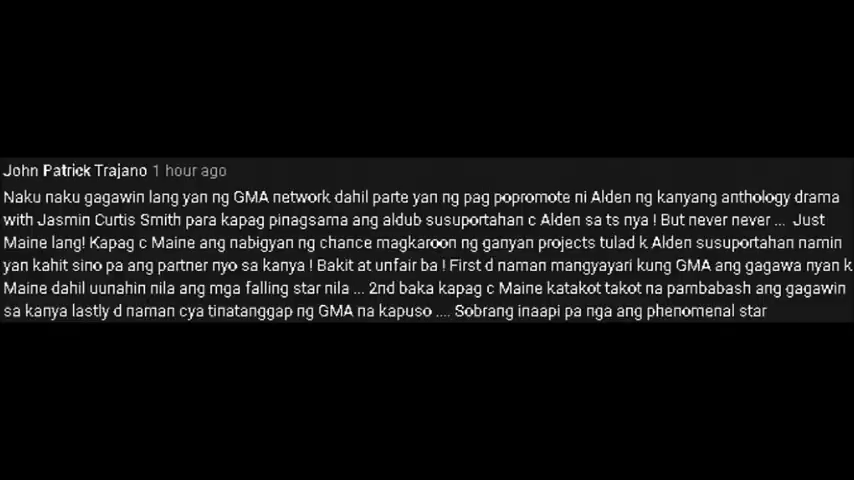 John Patrick Trajano 1 hour ago
Naku naku gagawin lang yan ng GMA network dahil parte yan ng pag popromote ni Alden ng kanyang anthology drama
with Jasmin Curtis Smith para kapag pinagsama ang aldub susuportahan c Alden sa ts nya ! But never never ... Just
Maine lang! Kapag c Maine ang nabigyan ng chance magkaroon ng ganyan projects tulad k Alden susuportahan namin
yan kahit sino pa ang partner nyo sa kanya ! Bakit at unfair ba ! First d naman mangyayari kung GMA ang gagawa nyan k
Maine dahil uunahin nila ang mga falling star nila ... 2nd baka kapag c Maine katakot takot na pambabash ang gagawin
sa kanya lastly d naman cya tinatanggap ng GMA na kapuso .... Sobrang inaapi pa nga ang phenomenal star